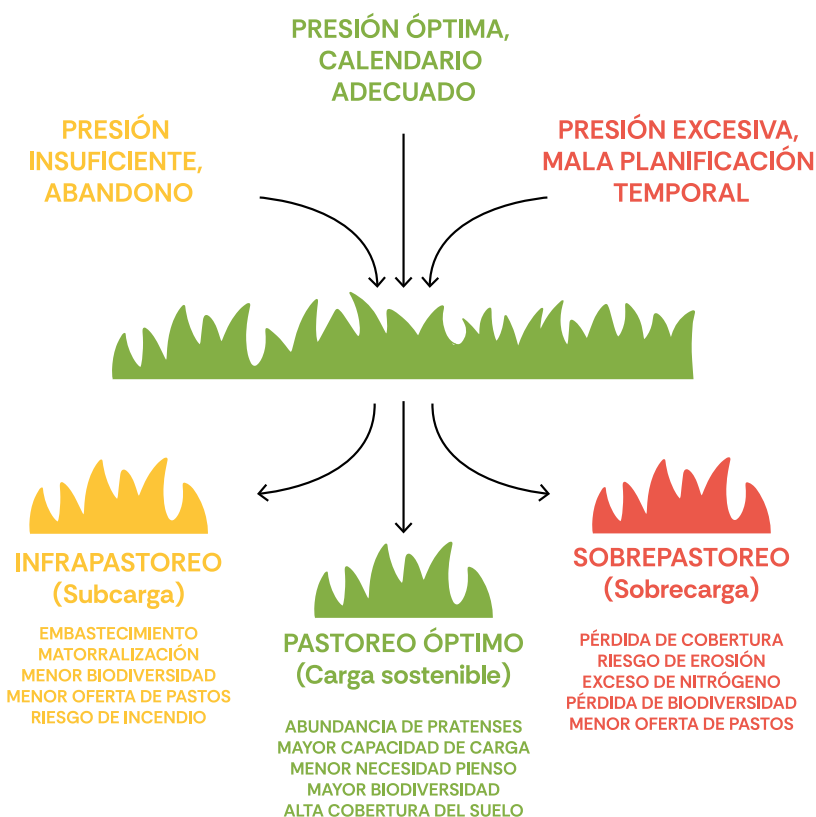 PRESIÓN ÓPTIMA,
CALENDARIO
ADECUADO
PRESIÓN
INSUFICIENTE,
ABANDONO
PRESIÓN EXCESIVA,
MALA PLANIFICACIÓN
TEMPORAL
INFRAPASTOREO
(Subcarga)
EMBASTECIMIENTO
MATORRALIZACIÓN
MENOR BIODIVERSIDAD
MENOR OFERTA DE PASTOS
RIESGO DE INCENDIO
PASTOREO ÓPTIMO
(Carga sostenible)
ABUNDANCIA DE PRATENSES
MAYOR CAPACIDAD DE CARGA
MENOR NECESIDAD PIENSO
MAYOR BIODIVERSIDAD
ALTA COBERTURA DEL SUELO
SOBREPASTOREO
(Sobrecarga)
PÉRDIDA DE COBERTURA
RIESGO DE EROSIÓN
EXCESO DE NITRÓGENO
PÉRDIDA DE BIODIVERSIDAD
MENOR OFERTA DE PASTOS